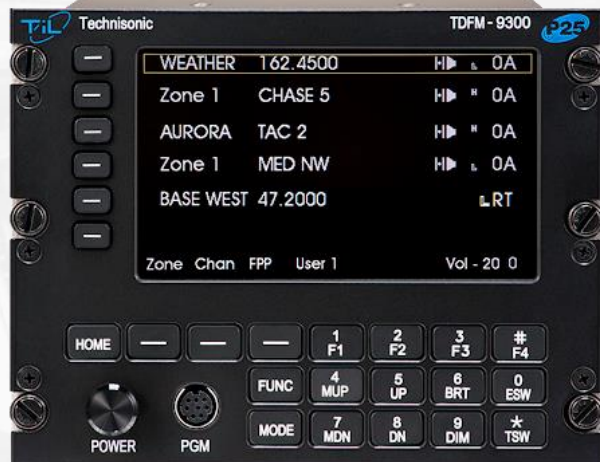 TiL Technisonic TDFM - 9300 P25
WEATHER 162.4500 L 0A
Zone 1 CHASE 5 H 0A
AURORA TAC 2 H 0A
Zone 1 MED NW L 0A
BASE WEST 47.2000 L RT
Zone Chan FPP User 1 Vol - 20 0
HOME 1 F1 2 F2 3 F3 # F4
FUNC 4 MUP 5 UP 6 BRT 0 ESW
MODE 7 MDN 8 DN 9 DIM * TSW
POWER PGM